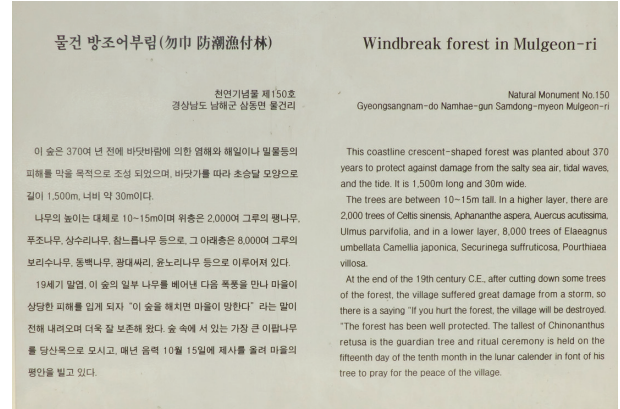 물건 방조어부림(勿巾 防潮漁付林)
천연기념물 제150호
경상남도 남해군 삼동면 물건리
이 숲은 370여 년 전에 바닷바람에 의한 염해와 해일이나 밀물등의
피해를 막을 목적으로 조성 되었으며, 바닷가를 따라 초승달 모양으로
길이 1,500m, 너비 약 30m이다.
나무의 높이는 대체로 10~15m이며 위층은 2,000여 그루의 팽나무,
푸조나무, 상수리나무, 참느릅나무 등으로, 그 아래층은 8,000여 그루의
보리수나무, 동백나무, 광대싸리, 윤노리나무 등으로 이루어져 있다.
19세기 말엽, 이 숲의 일부 나무를 베어낸 다음 폭풍을 만나 마을이
상당한 피해를 입게 되자 “이 숲을 해치면 마을이 망한다” 라는 말이
전해 내려오며 더욱 잘 보존해 왔다. 숲 속에 서 있는 가장 큰 이팝나무
를 당산목으로 모시고, 매년 음력 10월 15일에 제사를 올려 마을의
평안을 빌고 있다.
Windbreak forest in Mulgeon-ri
Natural Monument No.150
Gyeongsangnam-do Namhae-gun Samdong-myeon Mulgeon-ri
This coastline crescent-shaped forest was planted about 370
years to protect against damage from the salty sea air, tidal waves,
and the tide. It is 1,500m long and 30m wide.
The trees are between 10~15m tall. In a higher layer, there are
2,000 trees of Celtis sinensis, Aphananthe aspera, Auercus acutissima,
Ulmus parvifolia, and in a lower layer, 8,000 trees of Elaeagnus
umbellata Camellia japonica, Securinega suffruticosa, Pourthiaea
villosa.
At the end of the 19th century C.E., after cutting down some trees
of the forest, the village suffered great damage from a storm, so
there is a saying "If you hurt the forest, the village will be destroyed.
"The forest has been well protected. The tallest of Chinonanthus
retusa is the guardian tree and ritual ceremony is held on the
fifteenth day of the tenth month in the lunar calender in font of his
tree to pray for the peace of the village.